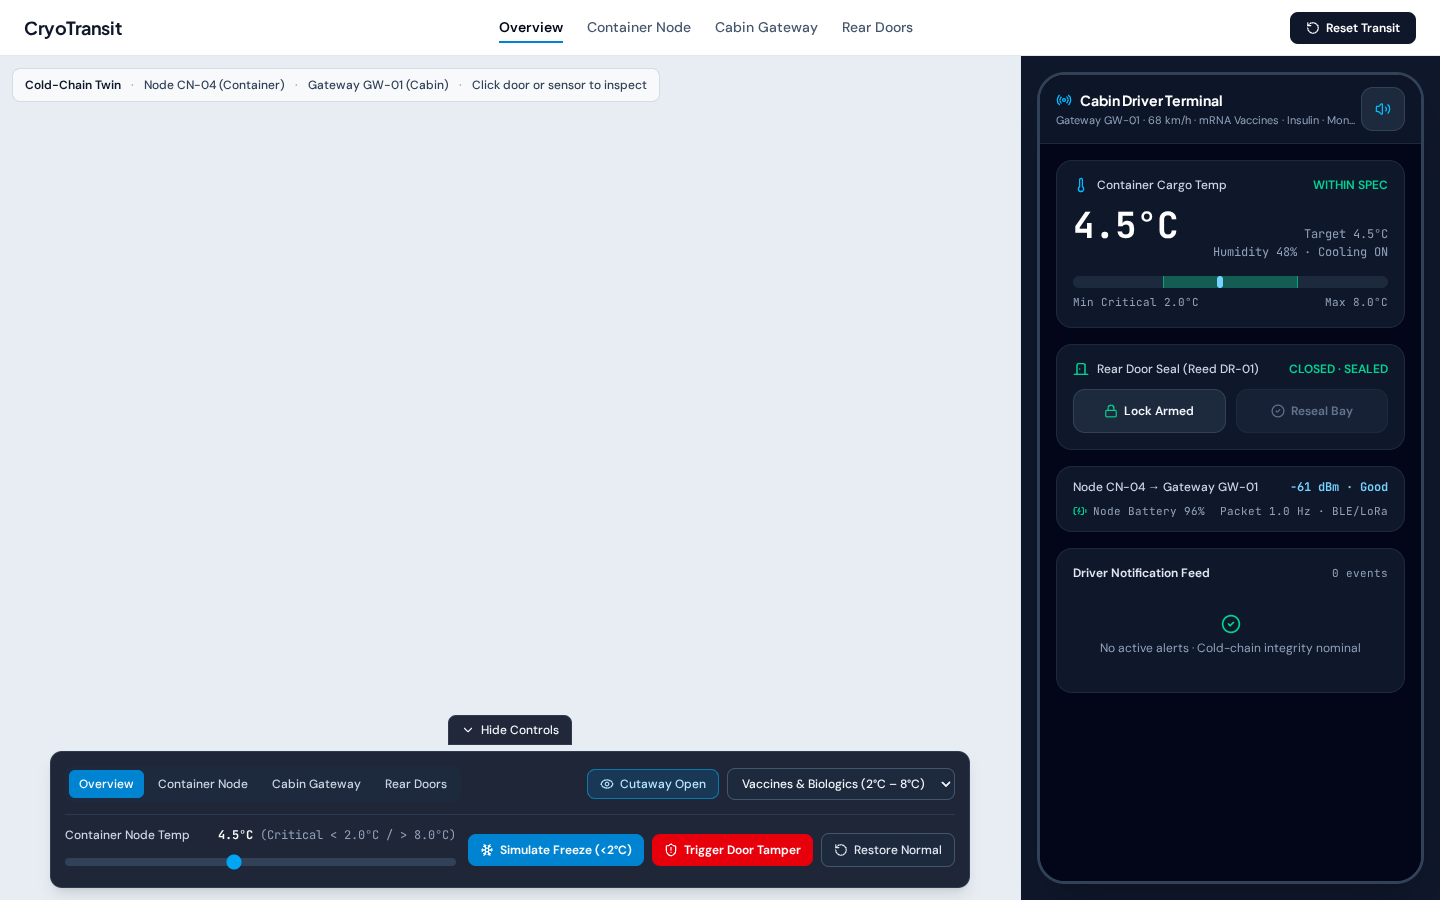 CryoTransit
Overview
Container Node
Cabin Gateway
Rear Doors
Reset Transit
Cold-Chain Twin · Node CN-04 (Container) · Gateway GW-01 (Cabin) · Click door or sensor to inspect
Cabin Driver Terminal
Gateway GW-01 · 68 km/h · mRNA Vaccines · Insulin · Mon...
Container Cargo Temp
WITHIN SPEC
4.5°C
Target 4.5°C
Humidity 48% · Cooling ON
Min Critical 2.0°C
Max 8.0°C
Rear Door Seal (Reed DR-01)
CLOSED · SEALED
Lock Armed
Reseal Bay
Node CN-04 → Gateway GW-01
-61 dBm · Good
Node Battery 96%
Packet 1.0 Hz · BLE/LoRa
Driver Notification Feed
0 events
No active alerts · Cold-chain integrity nominal
Hide Controls
Overview
Container Node
Cabin Gateway
Rear Doors
Cutaway Open
Vaccines & Biologics (2°C – 8°C)
Container Node Temp
4.5°C (Critical < 2.0°C / > 8.0°C)
Simulate Freeze (<2°C)
Trigger Door Tamper
Restore Normal